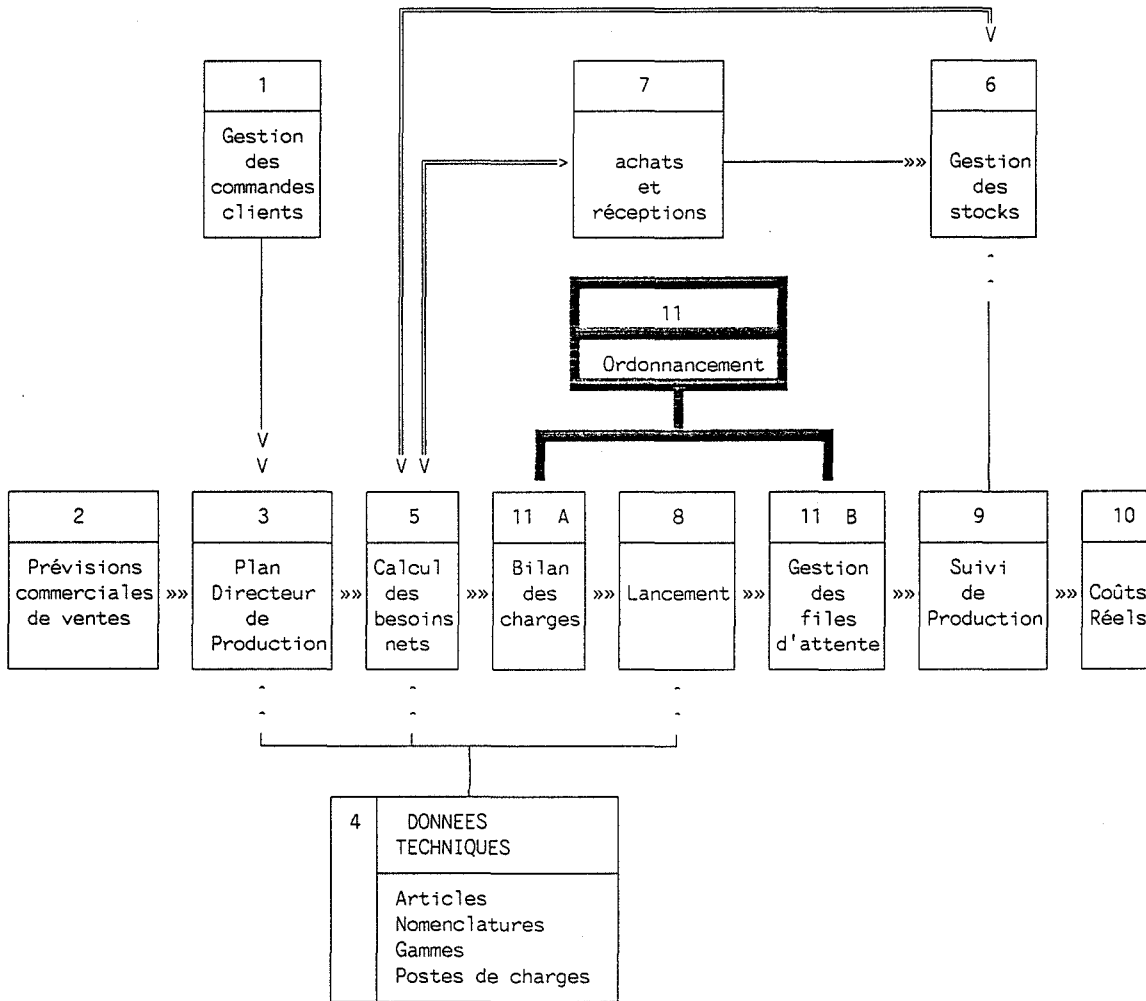 1
Gestion
des
commandes
clients
7
achats
et
réceptions
»»
6
Gestion
des
stocks
11
Ordonnancement
2
Prévisions
commerciales
de ventes
»»
3
Plan
Directeur
de
Production
»»
5
Calcul
des
besoins
nets
»»
11 A
Bilan
des
charges
»»
8
Lancement
»»
11 B
Gestion
des
files
d'attente
»»
9
Suivi
de
Production
»»
10
Coûts
Réels
4
DONNEES
TECHNIQUES
Articles
Nomenclatures
Gammes
Postes de charges